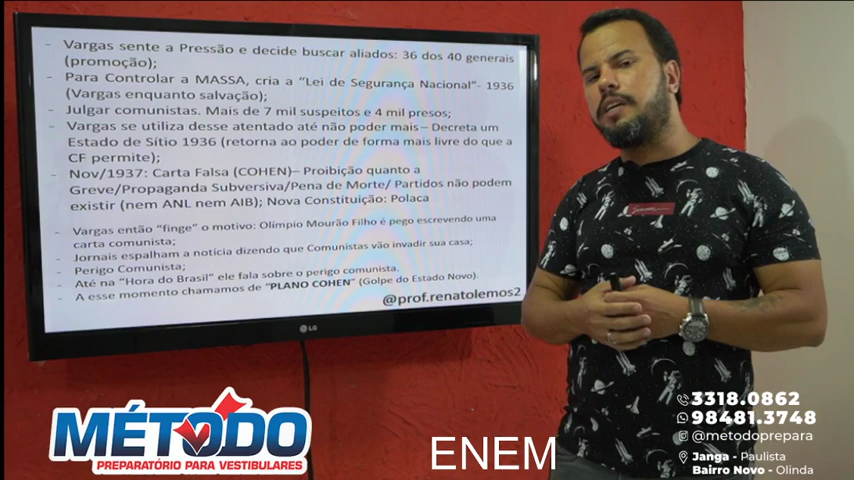 - Vargas sente a Pressão e decide buscar aliados: 36 dos 40 generais
(promoção);
- Para Controlar a MASSA, cria a “Lei de Segurança Nacional”- 1936
(Vargas enquanto salvação);
- Julgar comunistas. Mais de 7 mil suspeitos e 4 mil presos;
- Vargas se utiliza desse atentado até não poder mais– Decreta um
Estado de Sítio 1936 (retorna ao poder de forma mais livre do que a
CF permite);
- Nov/1937: Carta Falsa (COHEN)– Proibição quanto a
Greve/Propaganda Subversiva/Pena de Morte/ Partidos não podem
existir (nem ANL nem AIB); Nova Constituição: Polaca
- Vargas então “finge” o motivo: Olímpio Mourão Filho é pego escrevendo uma
carta comunista;
- Jornais espalham a noticia dizendo que Comunistas vão invadir sua casa;
- Perigo Comunista;
- Até na “Hora do Brasil” ele fala sobre o perigo comunista.
- A esse momento chamamos de “PLANO COHEN” (Golpe do Estado Novo).
@prof.renatolemos2
LG
MÉTODO
PREPARATÓRIO PARA VESTIBULARES
ENEM
3318.0862
98481.3748
@metodoprepara
Janga - Paulista
Bairro Novo - Olinda